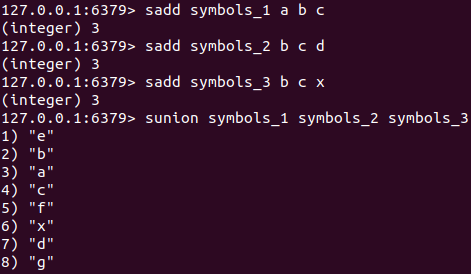 127.0.0.1:6379> sadd symbols_1 a b c
(integer) 3
127.0.0.1:6379> sadd symbols_2 b c d
(integer) 3
127.0.0.1:6379> sadd symbols_3 b c x
(integer) 3
127.0.0.1:6379> sunion symbols_1 symbols_2 symbols_3
1) "e"
2) "b"
3) "a"
4) "c"
5) "f"
6) "x"
7) "d"
8) "g"